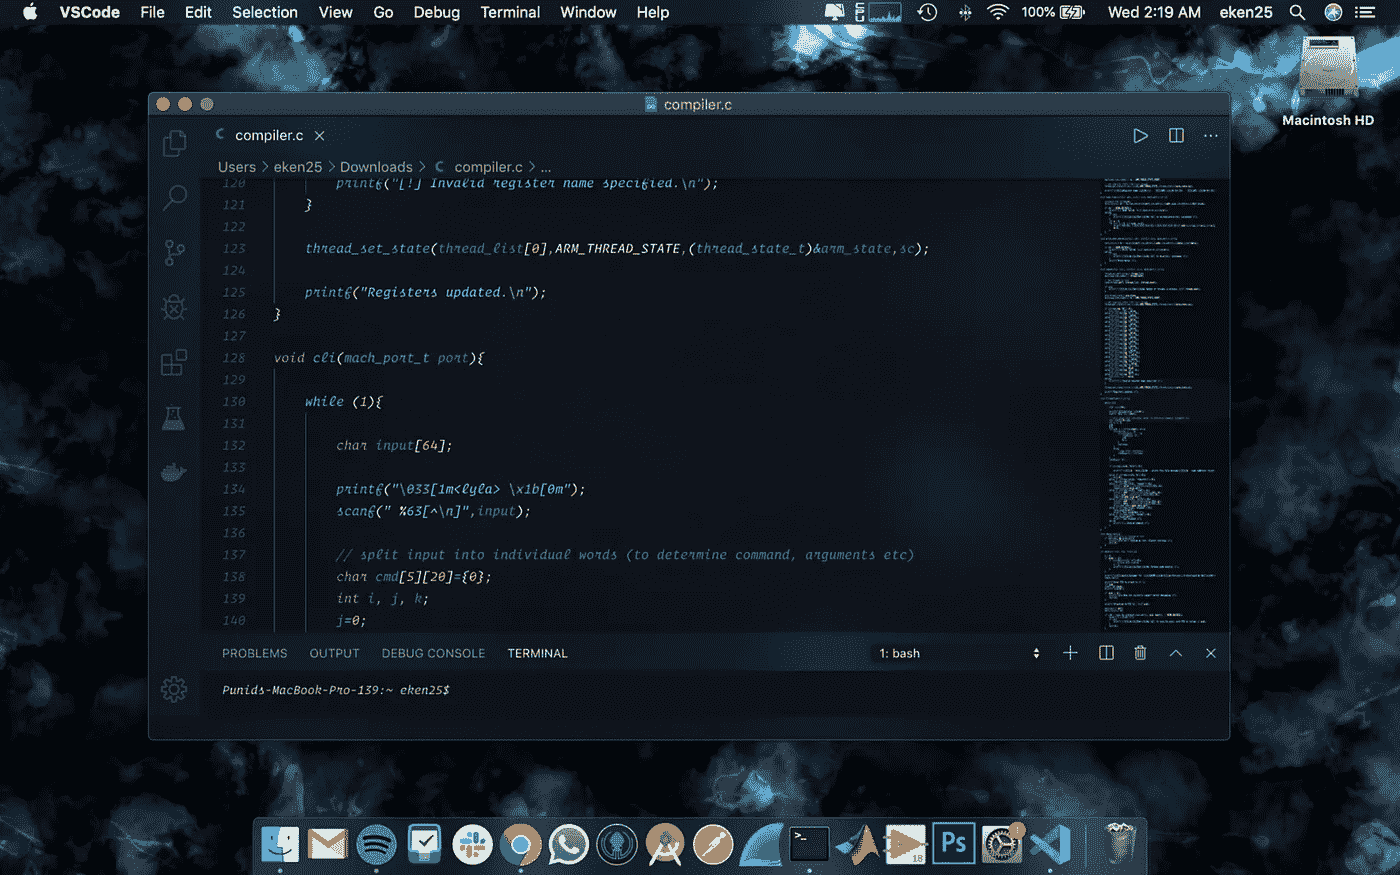 VSCode File Edit Selection View Go Debug Terminal Window Help 100% Wed 2:19 AM eken25
Macintosh HD
compiler.c
compiler.c
Users > eken25 > Downloads > C compiler.c > ...
120 printf("[!] Invalid register name specified.\n");
121 }
122
123 thread_set_state(thread_list[0],ARM_THREAD_STATE,(thread_state_t)&arm_state,sc);
124
125 printf("Registers updated.\n");
126 }
127
128 void cli(mach_port_t port){
129
130 while (1){
131
132 char input[64];
133
134 printf("\033[1m<lyla> \x1b[0m");
135 scanf(" %63[^\n]",input);
136
137 // split input into individual words (to determine command, arguments etc)
138 char cmd[5][20]={0};
139 int i, j, k;
140 j=0;
PROBLEMS OUTPUT DEBUG CONSOLE TERMINAL 1: bash
Punids-MacBook-Pro-139:~ eken25$
18 Ps